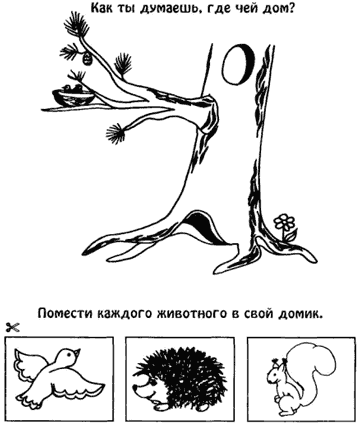 Как ты думаешь, где чей дом?
Помести каждого животного в свой домик.